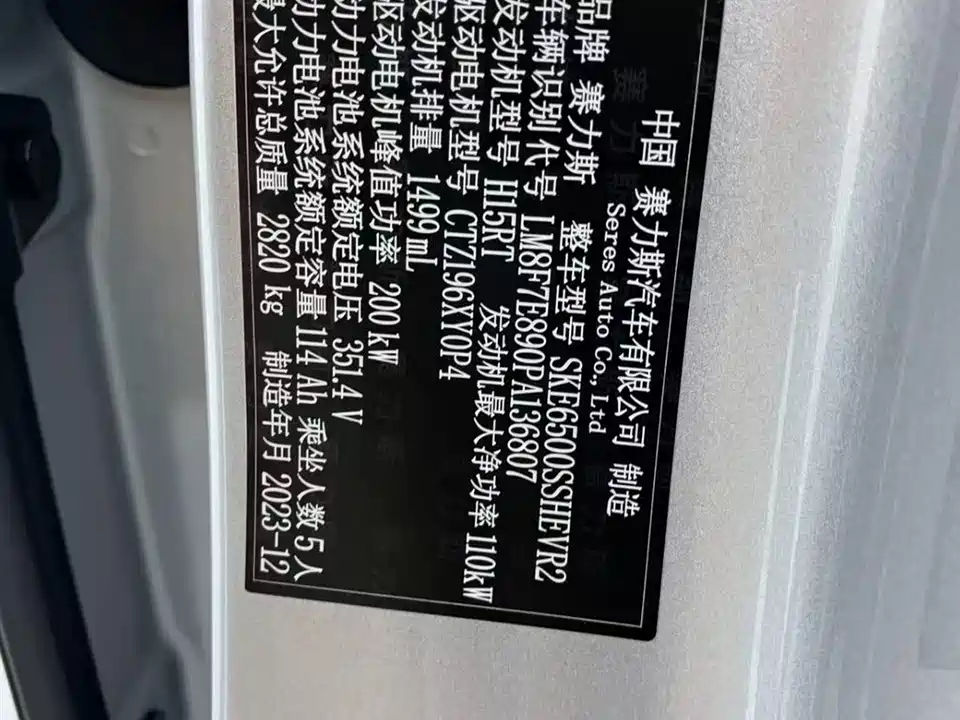 中国 赛力斯汽车有限公司 制造
Seres Auto Co., Ltd
品牌 赛力斯 整车型号 SKE6500SSHEVR2
车辆识别代号 LM8F7E890PA136807
发动机型号 H15RT 发动机最大净功率 110kW
驱动电机型号 CTZ196XY0P4
发动机排量 1499 mL
驱动电机峰值功率 200 kW
动力电池系统额定电压 351.4 V
动力电池系统额定容量 114 Ah 乘坐人数 5 人
最大允许总质量 2820 kg 制造年月 2023-12